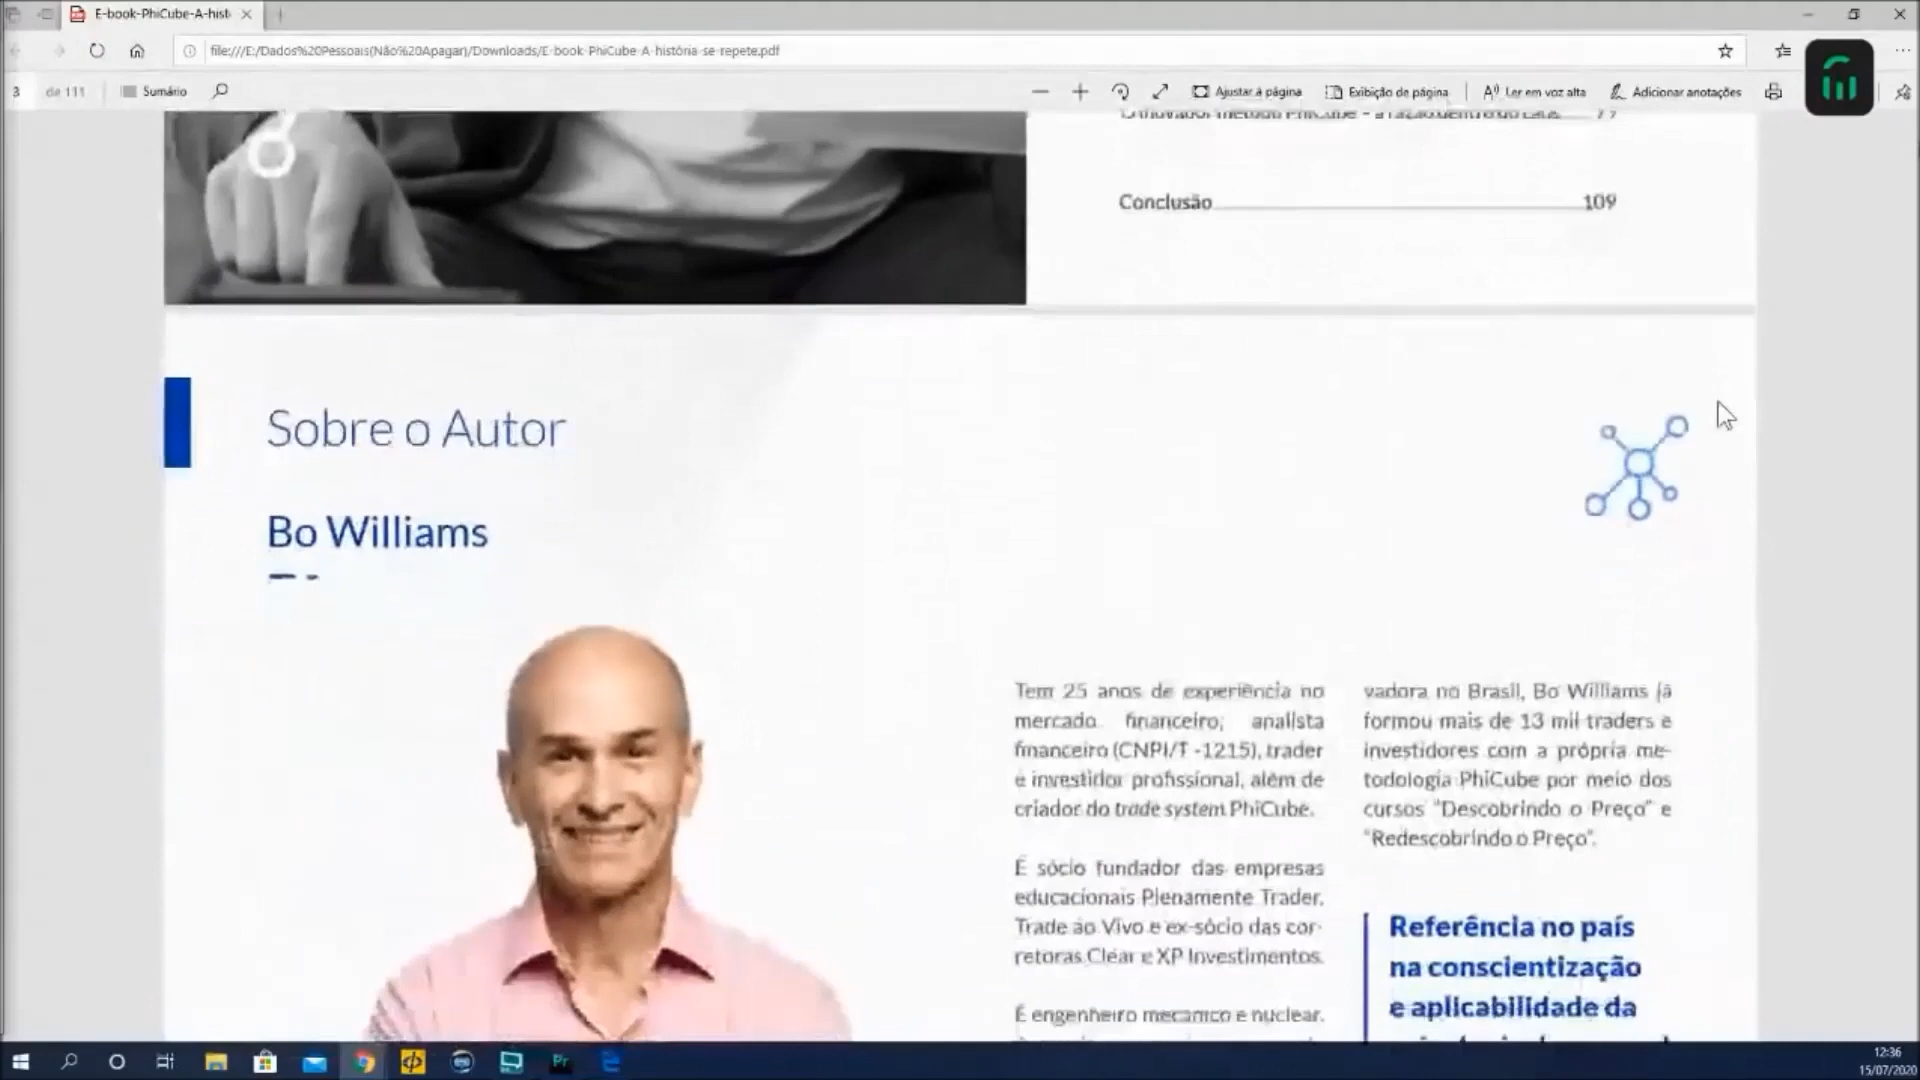 E-book-PhiCube-A-hist
file:///E:/Dados%20Pessoais(Não%20Apagar)/Downloads/E-book-PhiCube-A-história-se-repete.pdf
3 de 111 Sumário Ajustar à página Exibição de página Ler em voz alta Adicionar anotações
Conclusão 109
Sobre o Autor
Bo Williams
Tem 25 anos de experiência no
mercado financeiro, analista
financeiro (CNPI/T -1215), trader
e investidor profissional, além de
criador do trade system PhiCube.
É sócio fundador das empresas
educacionais Plenamente Trader,
Trade ao Vivo e ex-sócio das cor-
retoras Clear e XP Investimentos.
É engenheiro mecânico e nuclear,
vadora no Brasil, Bo Williams já
formou mais de 13 mil traders e
investidores com a própria me-
todologia PhiCube por meio dos
cursos "Descobrindo o Preço" e
"Redescobrindo o Preço".
Referência no país
na conscientização
e aplicabilidade da
Pr
12:36
15/07/2020